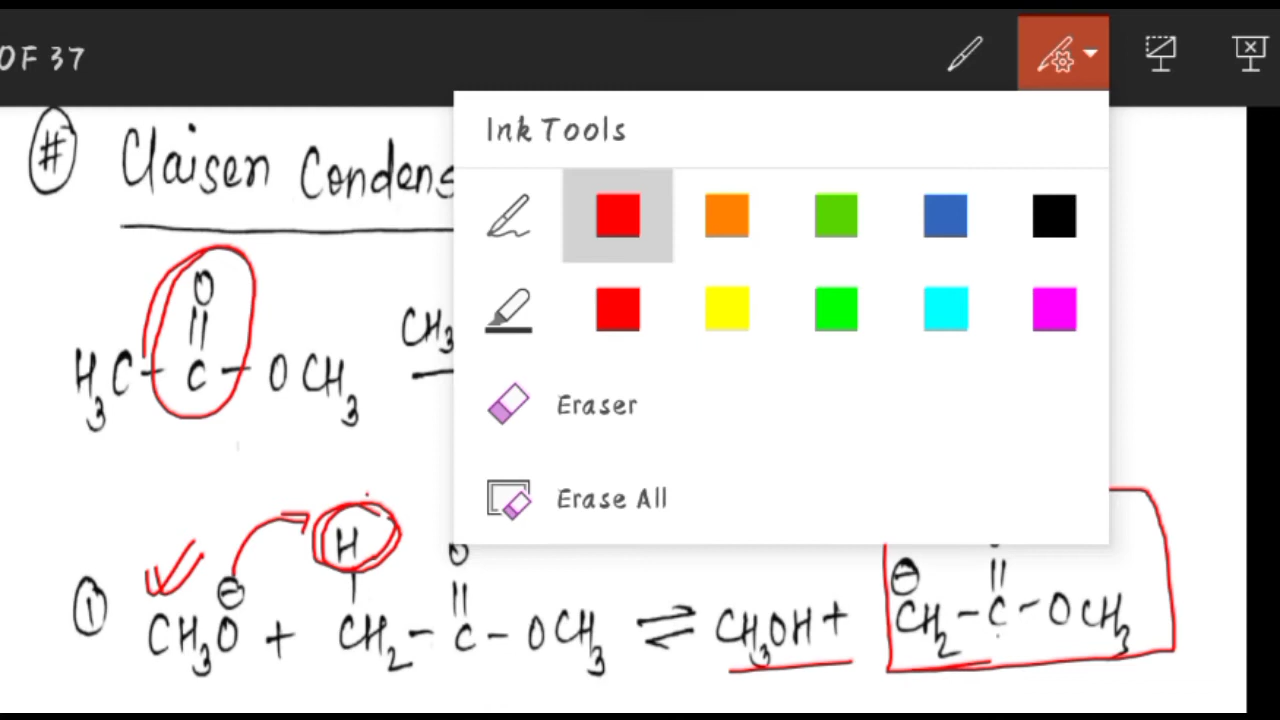 OF 37
Ink Tools
# Claisen Condens
O
||
H₃C - C - OCH₃ CH₃
Eraser
Erase All
H O
⊖ | || ⊖ ||
① CH₃O + CH₂ - C - OCH₃ ⇌ CH₃OH + CH₂ - C - OCH₃